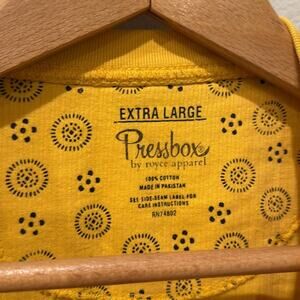 EXTRA LARGE
Pressbox
by royce apparel
100% COTTON
MADE IN PAKISTAN
SEE SIDE-SEAM LABEL FOR
CARE INSTRUCTIONS
RN74802